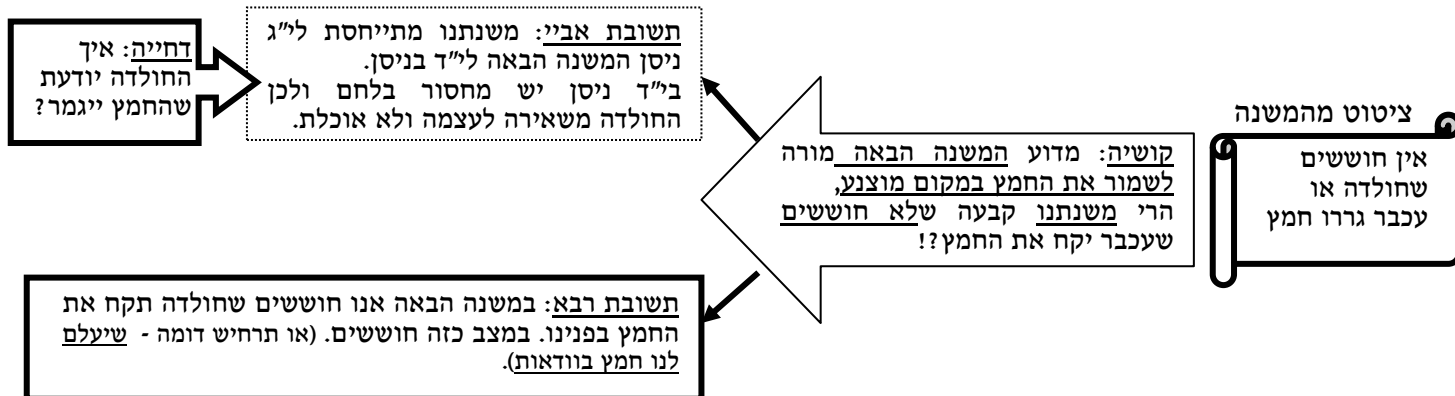 ציטוט מהמשנה
אין חוששים
שחולדה או
עכבר גררו חמץ
קושיה: מדוע המשנה הבאה מורה
לשמור את החמץ במקום מוצנע,
הרי משנתנו קבעה שלא חוששים
שעכבר יקח את החמץ?!
תשובת אביי: משנתנו מתייחסת לי״ג
ניסן המשנה הבאה לי״ד בניסן.
בי״ד ניסן יש מחסור בלחם ולכן
החולדה משאירה לעצמה ולא אוכלת.
דחייה: איך
החולדה יודעת
שהחמץ ייגמר?
תשובת רבא: במשנה הבאה אנו חוששים שחולדה תקח את
החמץ בפנינו. במצב כזה חוששים. (או תרחיש דומה - שיעלם
לנו חמץ בוודאות).